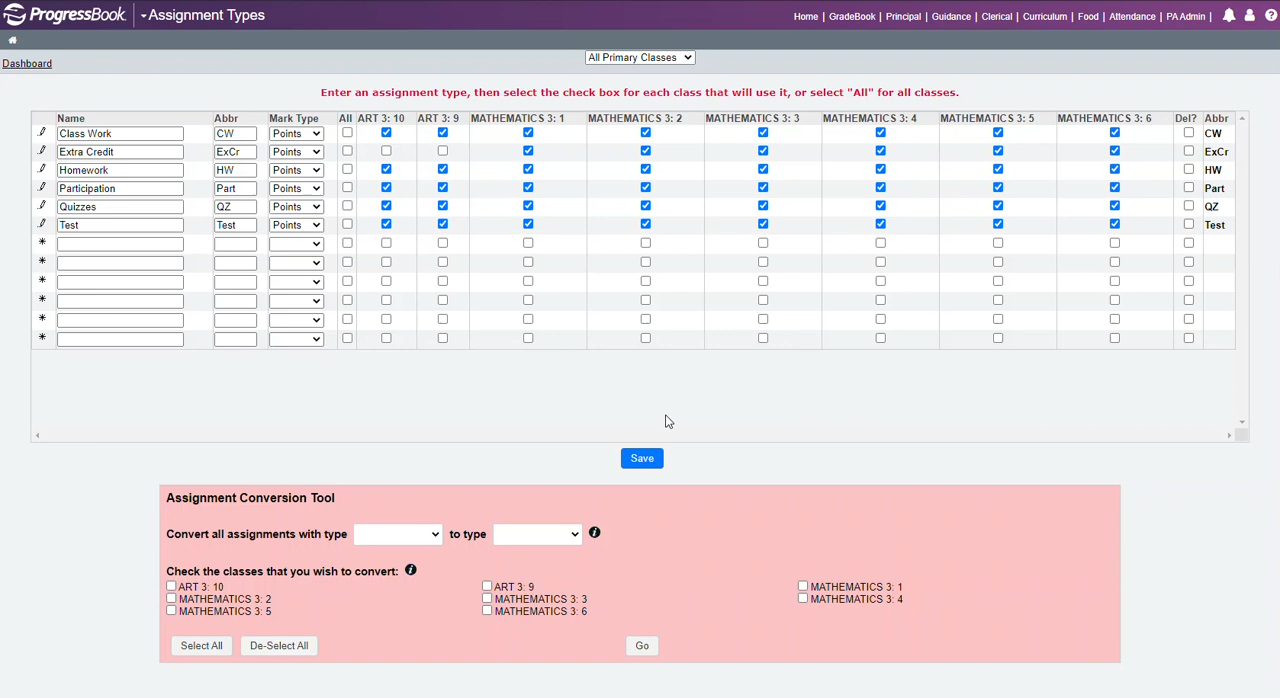 ProgressBook Assignment Types Home | GradeBook | Principal | Guidance | Clerical | Curriculum | Food | Attendance | PA Admin |
All Primary Classes
Dashboard
Enter an assignment type, then select the check box for each class that will use it, or select "All" for all classes.
Name Abbr Mark Type All ART 3: 10 ART 3: 9 MATHEMATICS 3: 1 MATHEMATICS 3: 2 MATHEMATICS 3: 3 MATHEMATICS 3: 4 MATHEMATICS 3: 5 MATHEMATICS 3: 6 Del? Abbr
Class Work CW Points CW
Extra Credit ExCr Points ExCr
Homework HW Points HW
Participation Part Points Part
Quizzes QZ Points QZ
Test Test Points Test
*
*
*
*
*
*
Save
Assignment Conversion Tool
Convert all assignments with type to type
Check the classes that you wish to convert:
ART 3: 10 ART 3: 9 MATHEMATICS 3: 1
MATHEMATICS 3: 2 MATHEMATICS 3: 3 MATHEMATICS 3: 4
MATHEMATICS 3: 5 MATHEMATICS 3: 6
Select All De-Select All Go